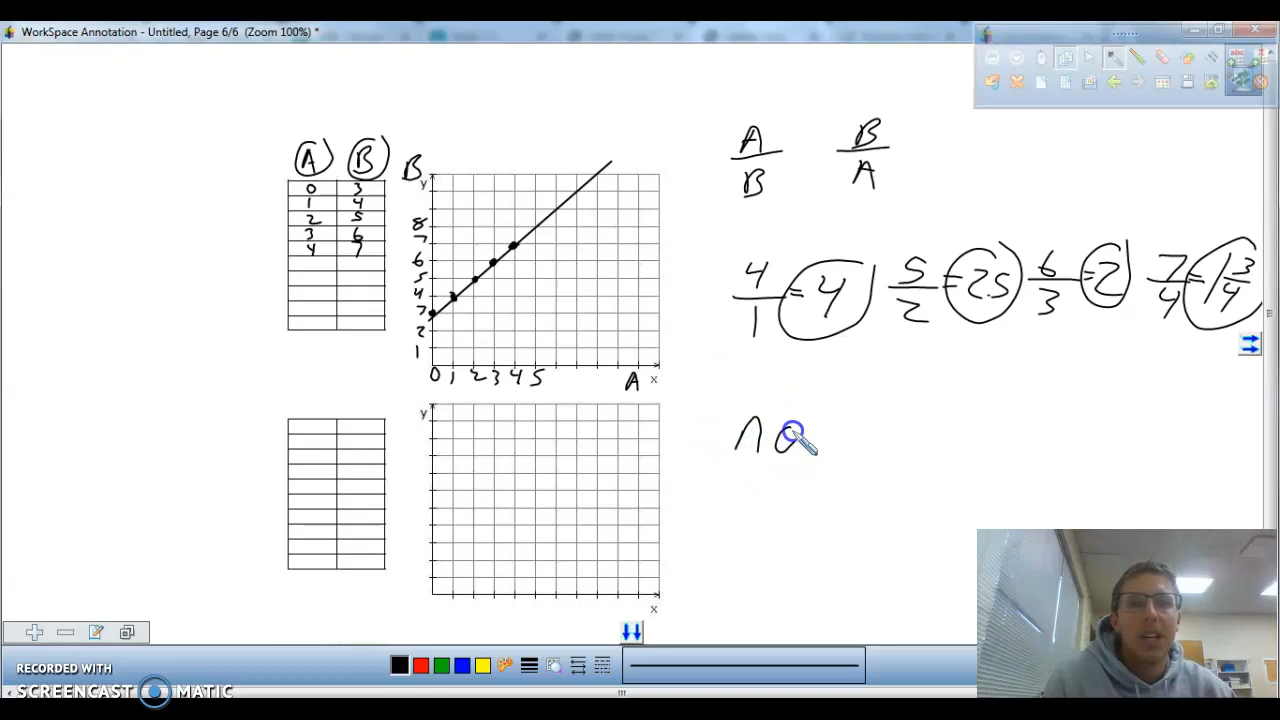 WorkSpace Annotation - Untitled, Page 6/6 (Zoom 100%) *
A B
0 3
1 4
2 5
3 6
4 7
B
y
8
7
6
5
4
3
2
1
0 1 2 3 4 5 A x
A/B B/A
4/1 = 4 5/2 = 2.5 6/3 = 2 7/4 = 1 3/4
no
y
x
RECORDED WITH
SCREENCAST MATIC